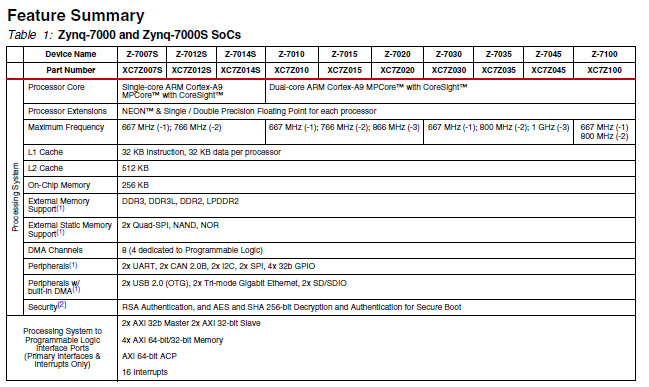 Feature Summary
Table 1: Zynq-7000 and Zynq-7000S SoCs
Device Name Z-7007S Z-7012S Z-7014S Z-7010 Z-7015 Z-7020 Z-7030 Z-7035 Z-7045 Z-7100
Part Number XC7Z007S XC7Z012S XC7Z014S XC7Z010 XC7Z015 XC7Z020 XC7Z030 XC7Z035 XC7Z045 XC7Z100
Processing System
Processor Core Single-core ARM Cortex-A9 Dual-core ARM Cortex-A9 MPCore™ with CoreSight™
MPCore™ with CoreSight™
Processor Extensions NEON™ & Single / Double Precision Floating Point for each processor
Maximum Frequency 667 MHz (-1); 766 MHz (-2) 667 MHz (-1); 766 MHz (-2); 866 MHz (-3) 667 MHz (-1); 800 MHz (-2); 1 GHz (-3) 667 MHz (-1)
800 MHz (-2)
L1 Cache 32 KB Instruction, 32 KB data per processor
L2 Cache 512 KB
On-Chip Memory 256 KB
External Memory DDR3, DDR3L, DDR2, LPDDR2
Support(1)
External Static Memory 2x Quad-SPI, NAND, NOR
Support(1)
DMA Channels 8 (4 dedicated to Programmable Logic)
Peripherals(1) 2x UART, 2x CAN 2.0B, 2x I2C, 2x SPI, 4x 32b GPIO
Peripherals w/ 2x USB 2.0 (OTG), 2x Tri-mode Gigabit Ethernet, 2x SD/SDIO
built-in DMA(1)
Security(2) RSA Authentication, and AES and SHA 256-bit Decryption and Authentication for Secure Boot
Processing System to
Programmable Logic
Interface Ports
(Primary Interfaces &
Interrupts Only)
2x AXI 32b Master 2x AXI 32-bit Slave
4x AXI 64-bit/32-bit Memory
AXI 64-bit ACP
16 Interrupts